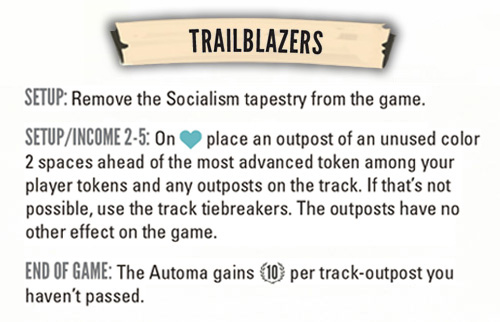 TRAILBLAZERS
SETUP: Remove the Socialism tapestry from the game.
SETUP/INCOME 2-5: On place an outpost of an unused color
2 spaces ahead of the most advanced token among your
player tokens and any outposts on the track. If that's not
possible, use the track tiebreakers. The outposts have no
other effect on the game.
END OF GAME: The Automa gains 10 per track-outpost you
haven't passed.